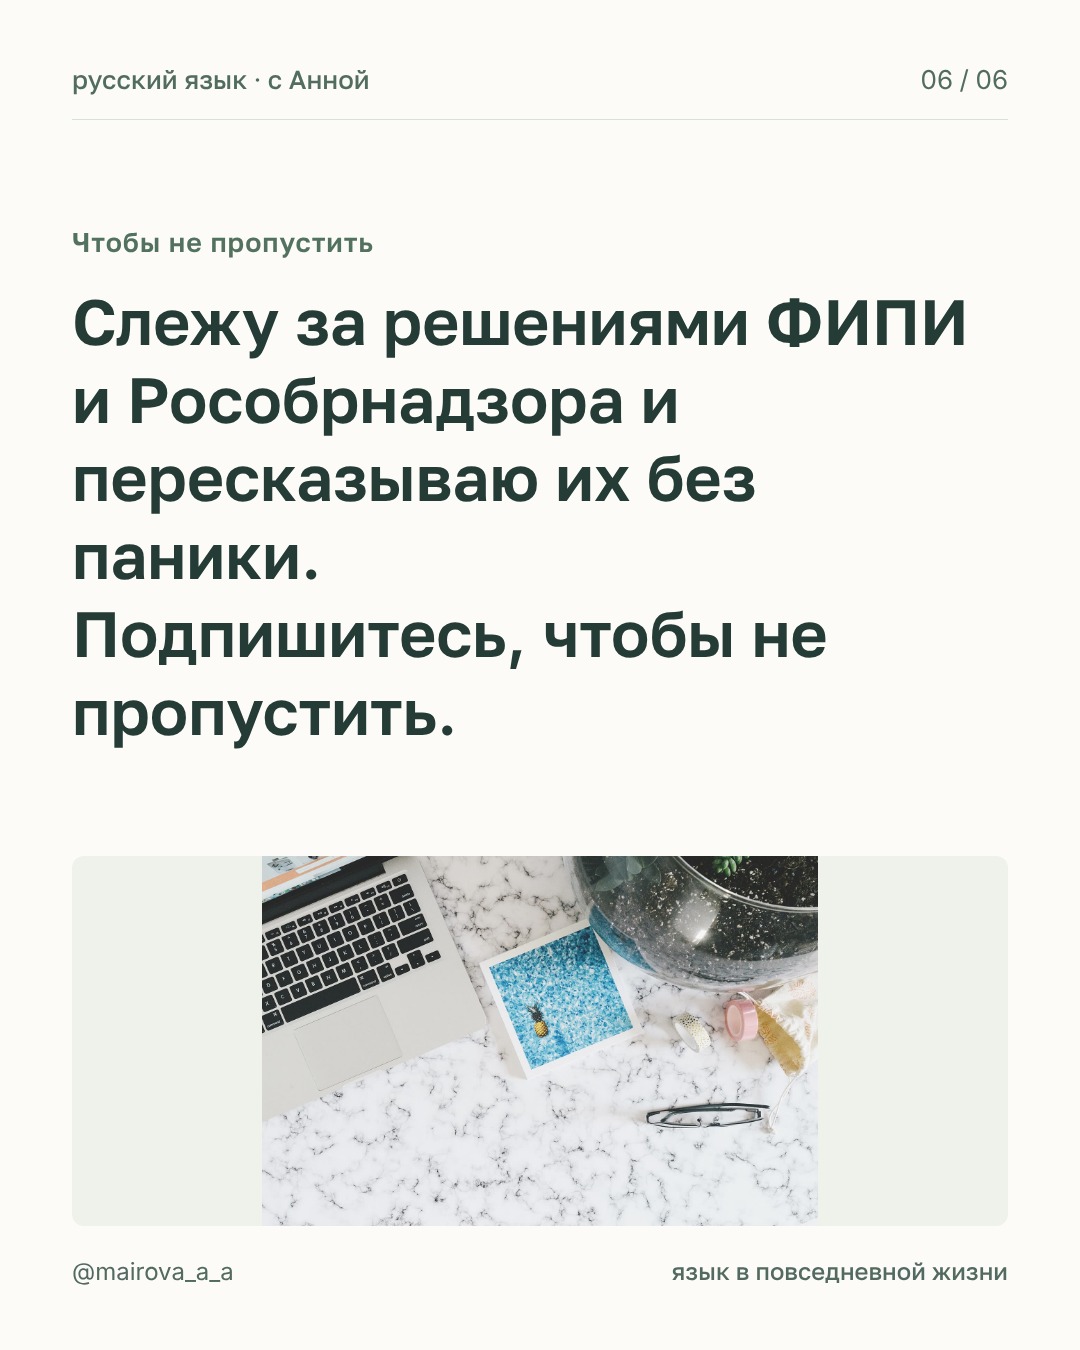 русский язык · с Анной
06 / 06
Чтобы не пропустить
Слежу за решениями ФИПИ
и Рособрнадзора и
пересказываю их без
паники.
Подпишитесь, чтобы не
пропустить.
@mairova_a_a
язык в повседневной жизни